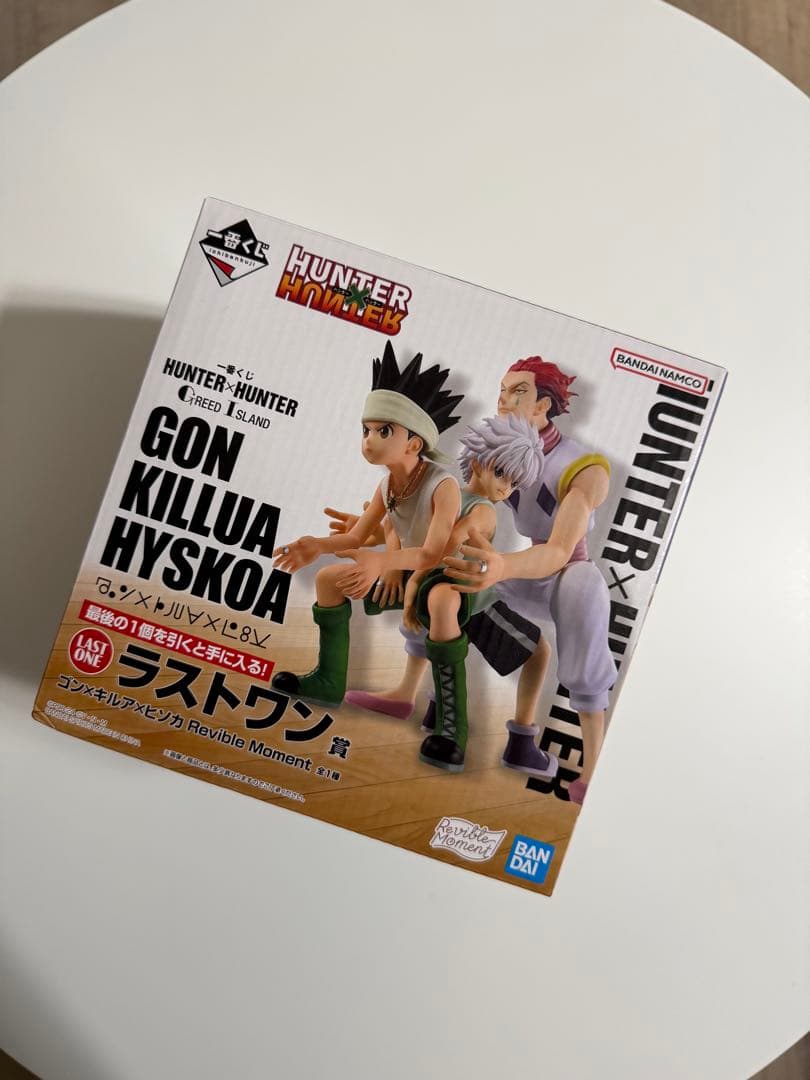 一番くじ
ichibankuji
HUNTER
×
HUNTER
BANDAI NAMCO
一番くじ
HUNTER×HUNTER
GREED ISLAND
GON
KILLUA
HYSKOA
最後の1個を引くと手に入る!
LAST
ONE
ラストワン賞
ゴン×キルア×ヒソカ Revible Moment 全1種
Revible
Moment
BAN
DAI
HUNTER×HUNTER